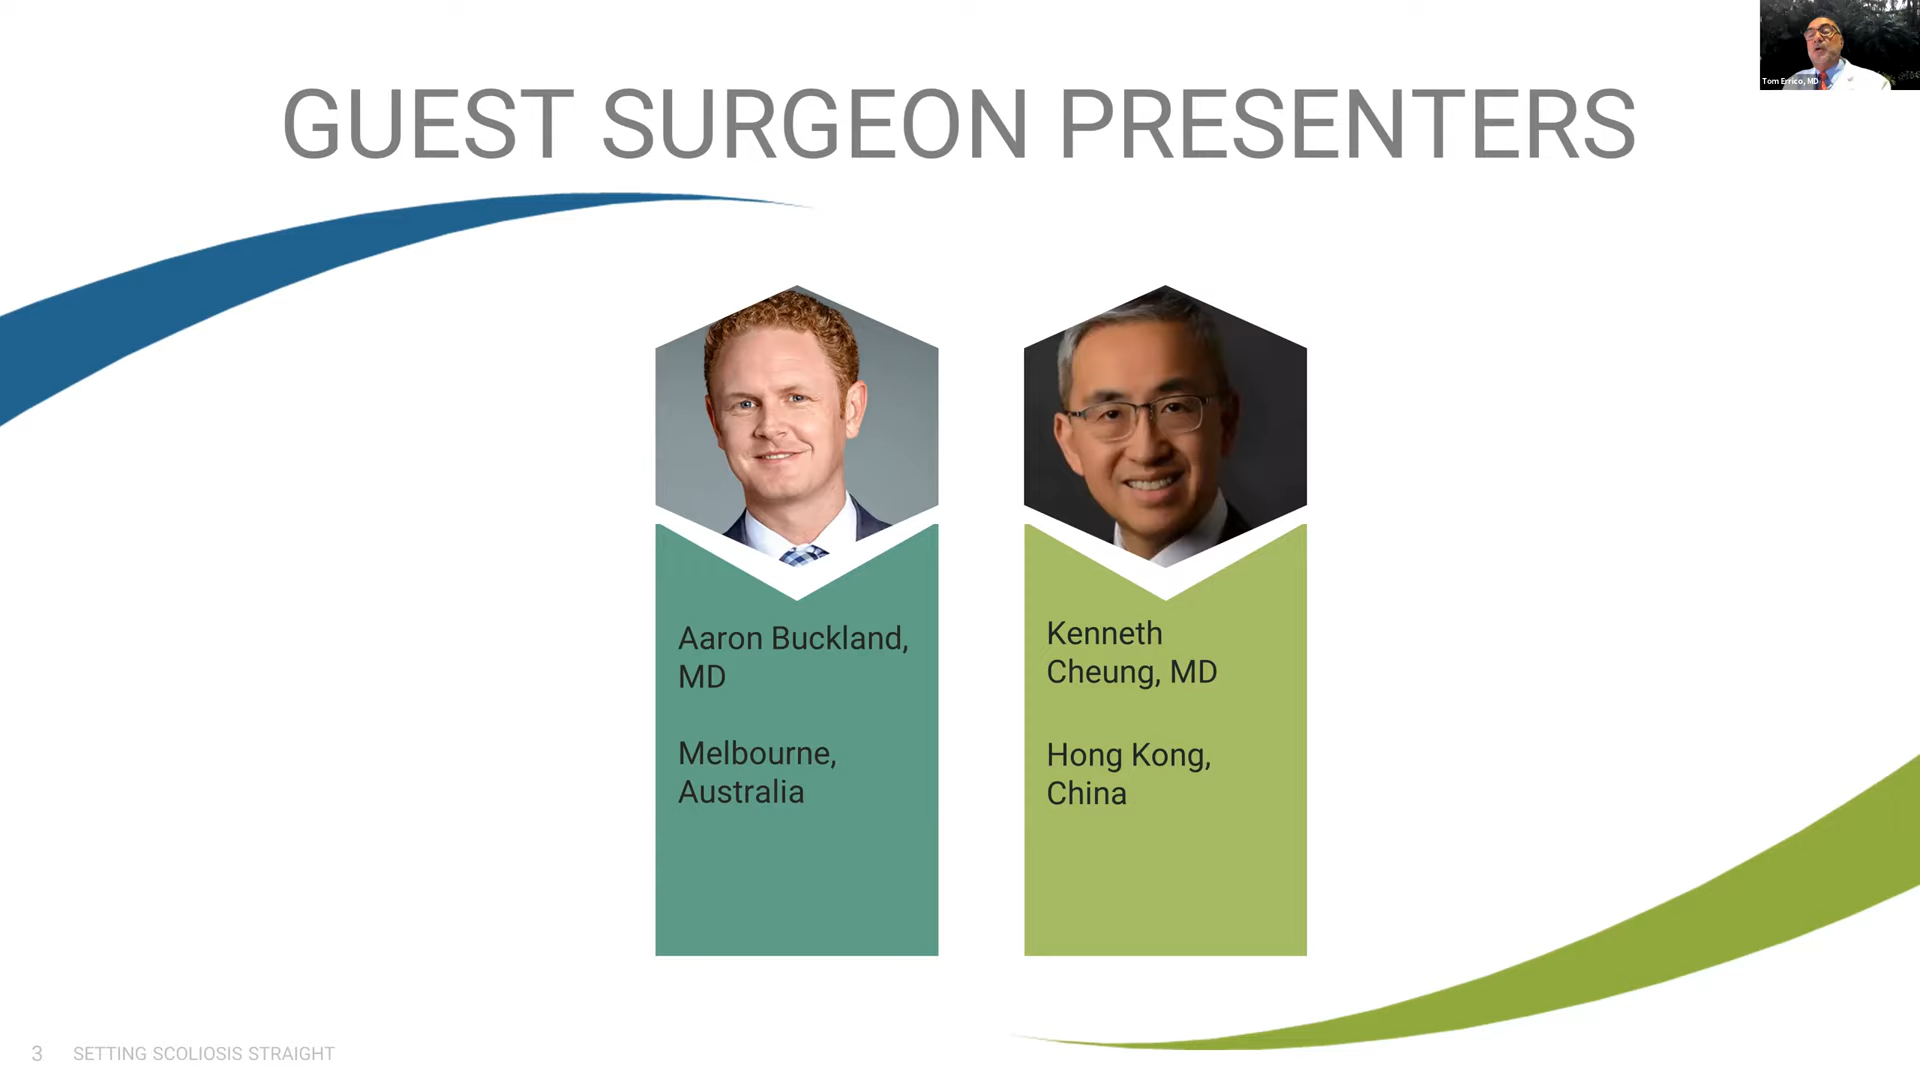 Tom Errico, MD
GUEST SURGEON PRESENTERS
Aaron Buckland,
MD
Melbourne,
Australia
Kenneth
Cheung, MD
Hong Kong,
China
3 SETTING SCOLIOSIS STRAIGHT